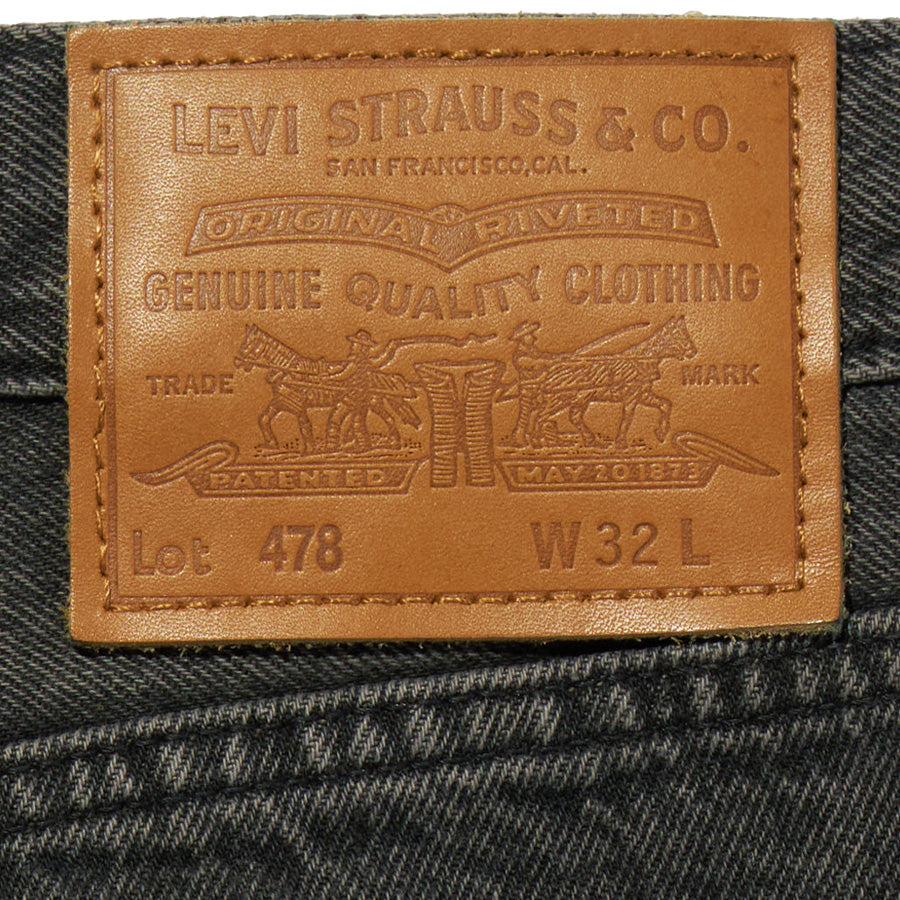 LEVI STRAUSS & CO.
SAN FRANCISCO, CAL.
ORIGINAL RIVETED
GENUINE QUALITY CLOTHING
TRADE MARK
PATENTED MAY 20 1873
Lot 478 W 32 L